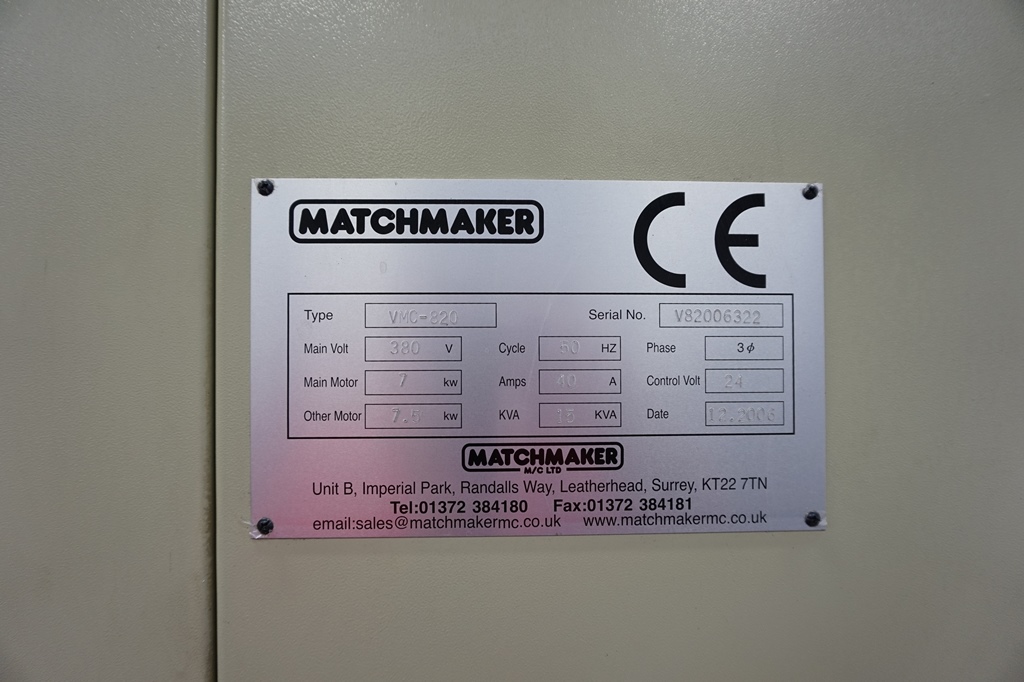 MATCHMAKER
CE
Type VMC-820 Serial No. V82006322
Main Volt 380 V Cycle 50 HZ Phase 3ϕ
Main Motor 7 kw Amps 40 A Control Volt 24
Other Motor 7.5 kw KVA 15 KVA Date 12.2006
MATCHMAKER
M/C LTD
Unit B, Imperial Park, Randalls Way, Leatherhead, Surrey, KT22 7TN
Tel:01372 384180 Fax:01372 384181
email:sales@matchmakermc.co.uk www.matchmakermc.co.uk